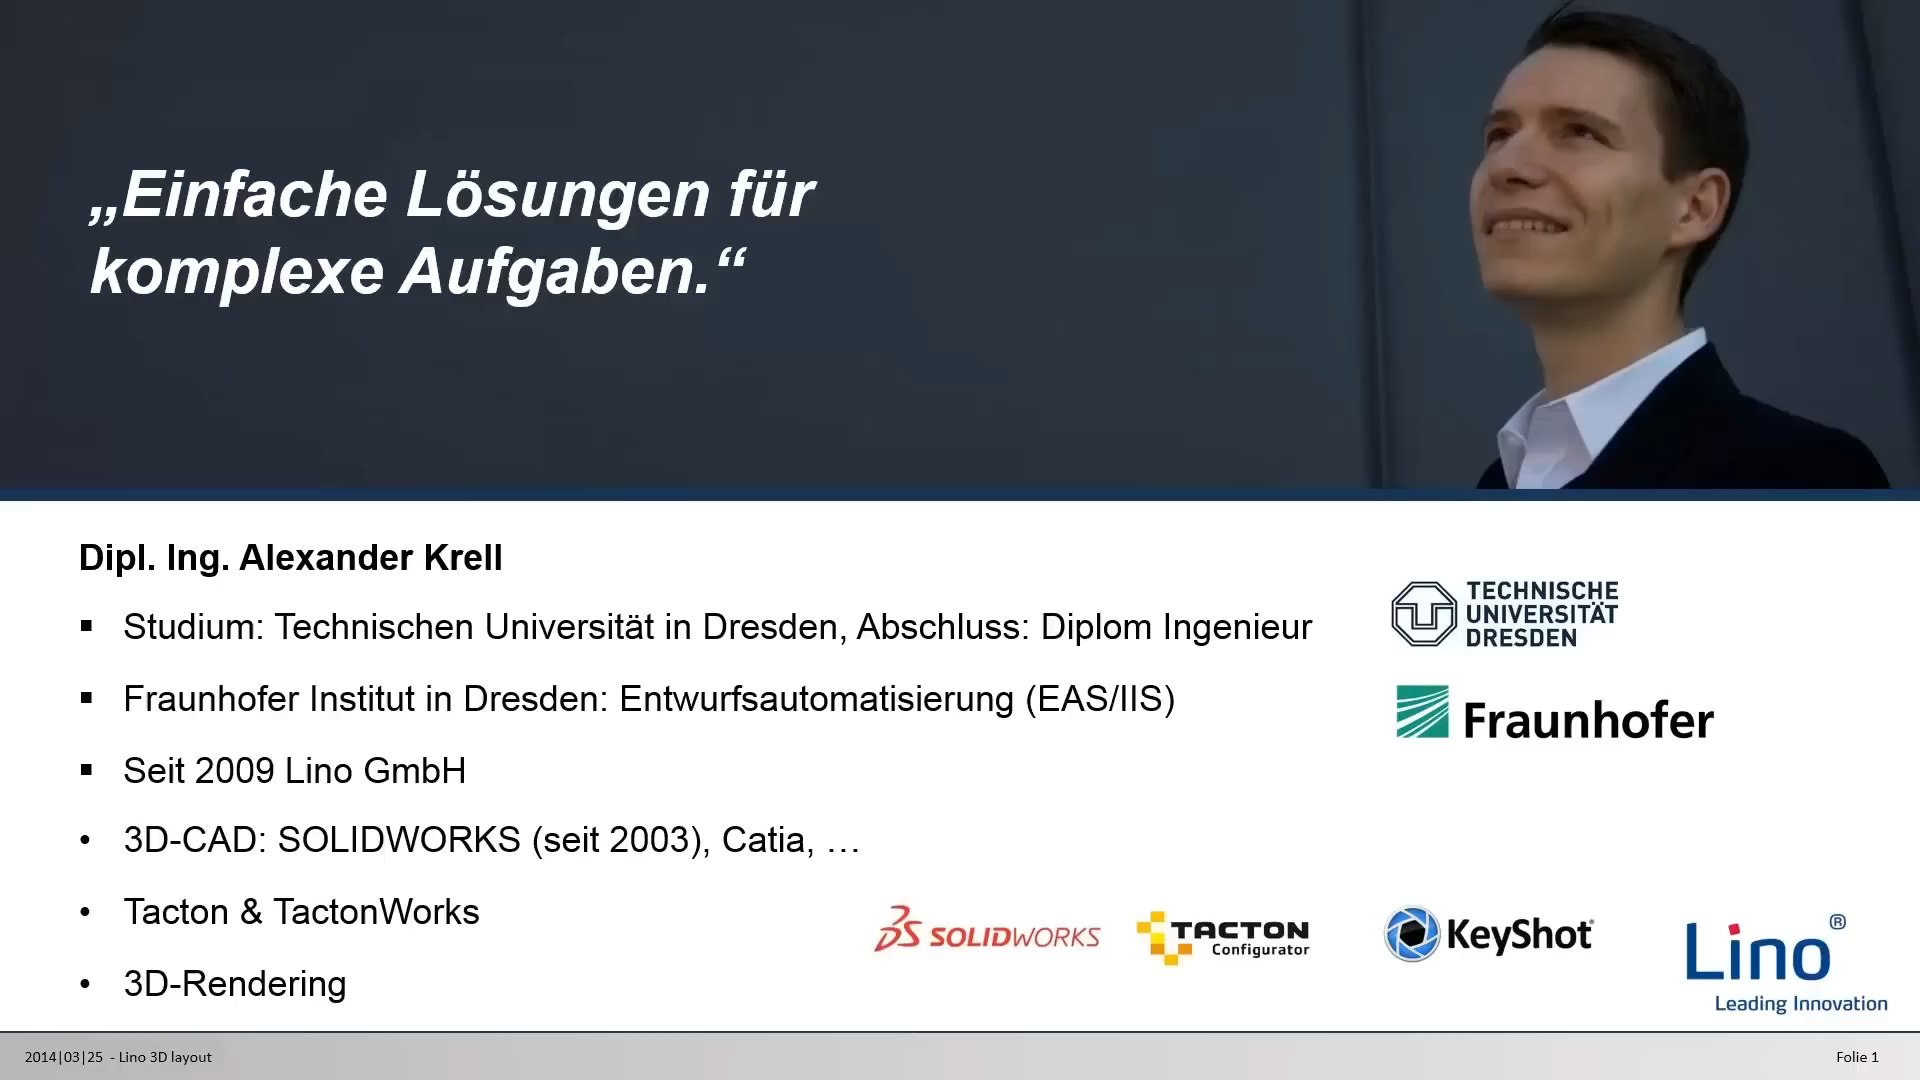 „Einfache Lösungen für
komplexe Aufgaben.“
Dipl. Ing. Alexander Krell
▪ Studium: Technischen Universität in Dresden, Abschluss: Diplom Ingenieur
▪ Fraunhofer Institut in Dresden: Entwurfsautomatisierung (EAS/IIS)
▪ Seit 2009 Lino GmbH
• 3D-CAD: SOLIDWORKS (seit 2003), Catia, …
• Tacton & TactonWorks
• 3D-Rendering
TECHNISCHE
UNIVERSITÄT
DRESDEN
Fraunhofer
SOLIDWORKS
TACTON
Configurator
KeyShot®
Lino®
Leading Innovation
2014|03|25 - Lino 3D layout
Folie 1